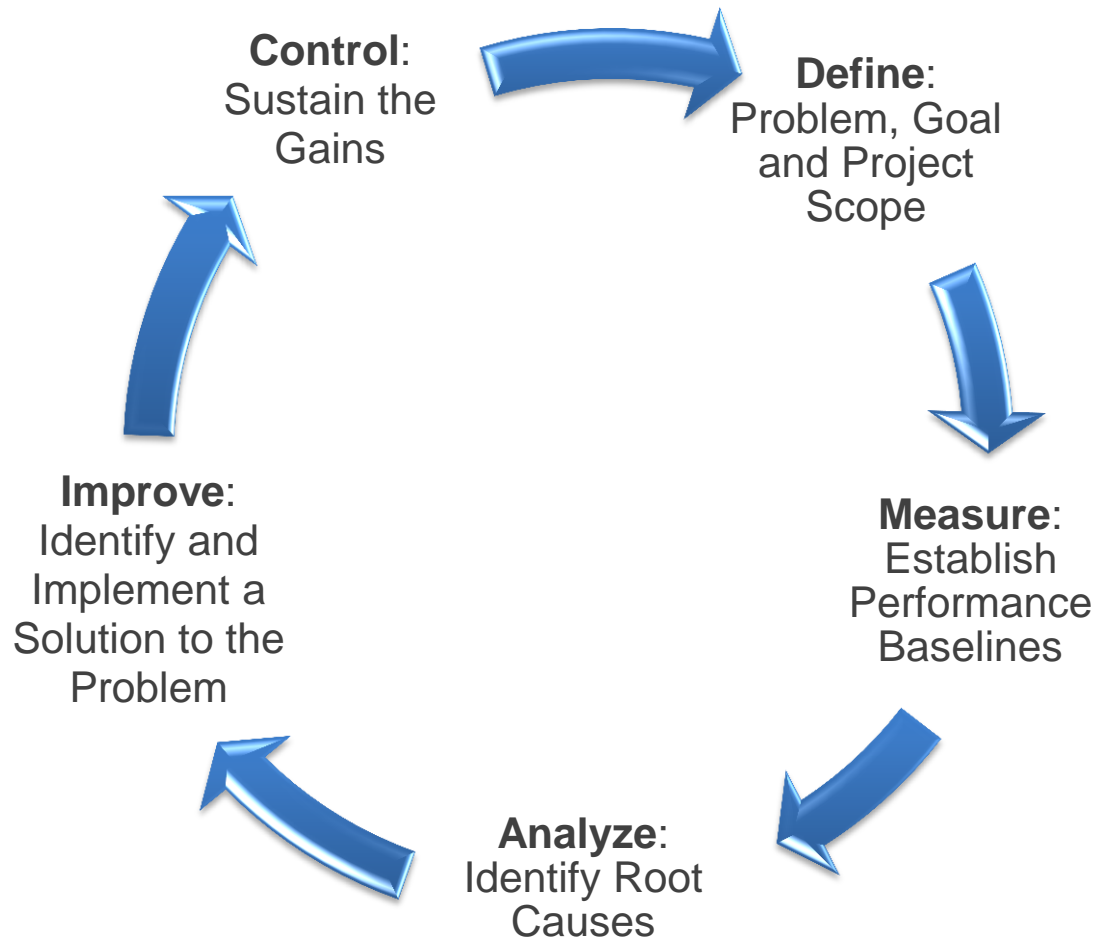 Control:
Sustain the
Gains
Define:
Problem, Goal
and Project
Scope
Measure:
Establish
Performance
Baselines
Analyze:
Identify Root
Causes
Improve:
Identify and
Implement a
Solution to the
Problem